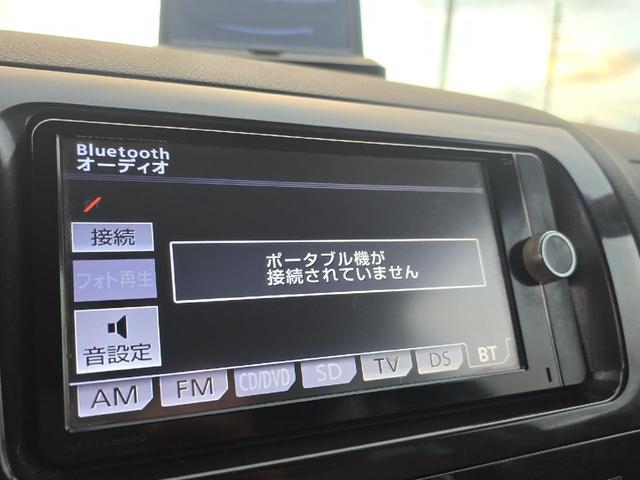 Bluetooth
オーディオ
接続
フォト再生
ポータブル機が
接続されていません
音設定
AM FM CD/DVD SD TV DS BT
NSZT-W62G